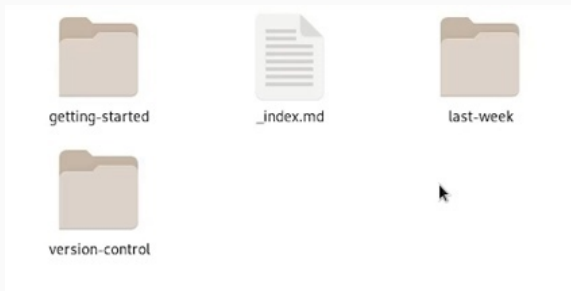 getting-started
_index.md
last-week
version-control